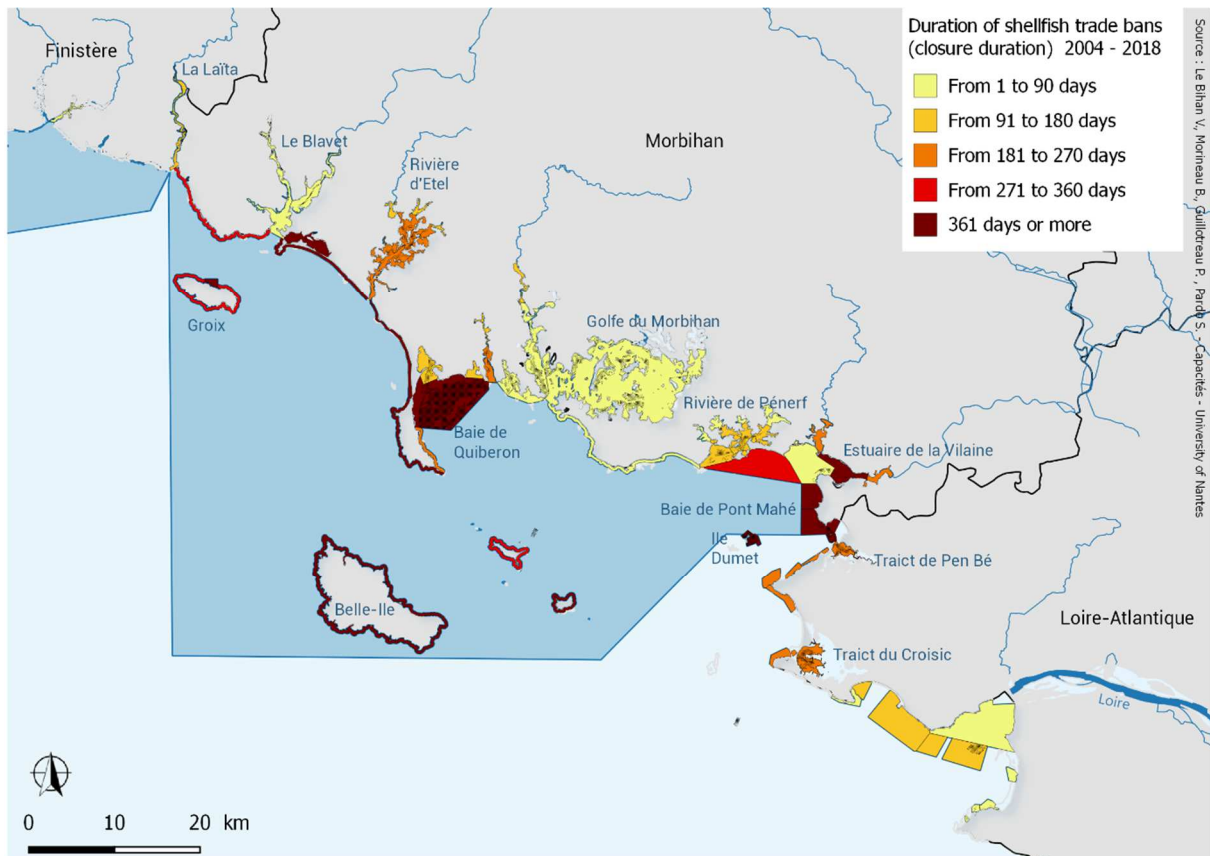 Duration of shellfish trade bans
(closure duration) 2004 - 2018
From 1 to 90 days
From 91 to 180 days
From 181 to 270 days
From 271 to 360 days
361 days or more
Source : Le Bihan V., Morineau B., Guillotreau P. , Pardo S. - Capacités - University of Nantes
Finistère
La Laïta
Le Blavet
Rivière
d'Etel
Morbihan
Groix
Golfe du Morbihan
Rivière de Pénerf
Baie de
Quiberon
Estuaire de la Vilaine
Baie de Pont Mahé
Ile
Dumet
Traict de Pen Bé
Belle-Ile
Loire-Atlantique
Traict du Croisic
Loire
0 10 20 km